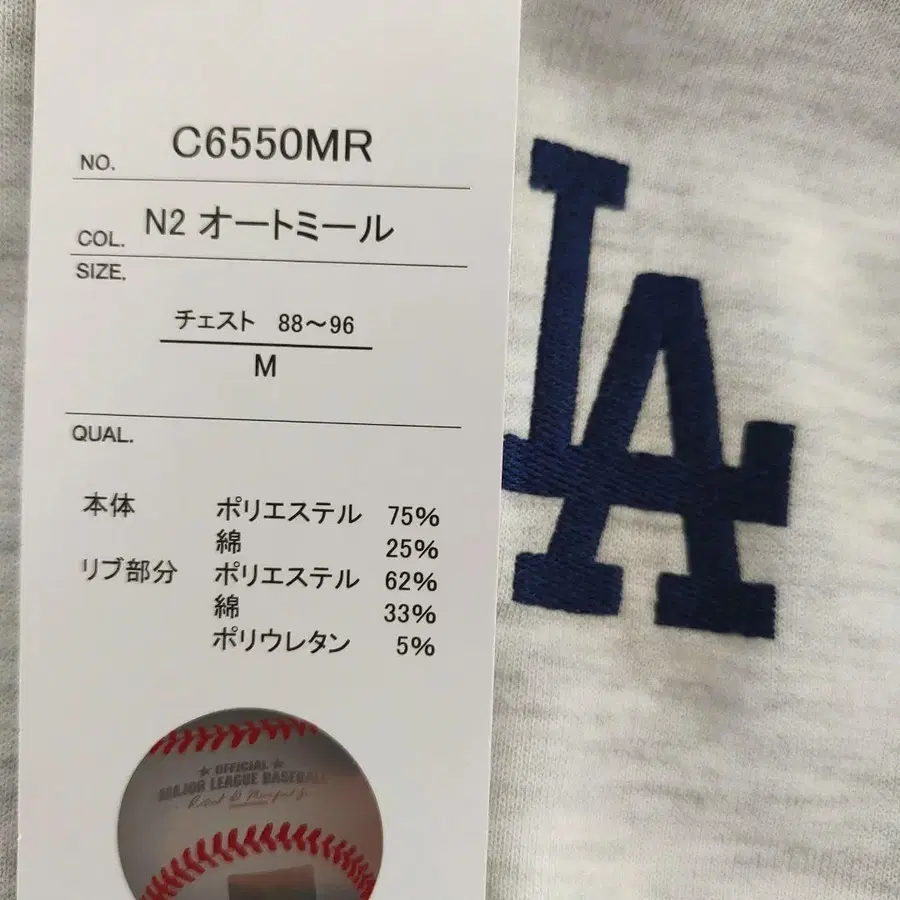 NO. C6550MR
COL. N2 オートミール
SIZE.
チェスト 88～96
M
QUAL.
本体 ポリエステル 75%
綿 25%
リブ部分 ポリエステル 62%
綿 33%
ポリウレタン 5%
LA
OFFICIAL
MAJOR LEAGUE BASEBALL